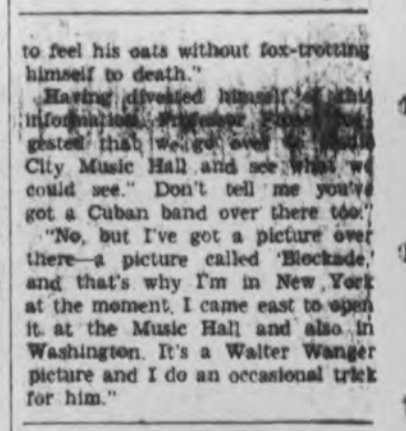 to feel his oats without fox-trotting
himself to death."
Having divested himself of this
information, Professor sug-
gested that we go over to Radio
City Music Hall and see what we
could see." Don't tell me you've
got a Cuban band over there too."
"No, but I've got a picture over
there—a picture called 'Blockade,'
and that's why I'm in New York
at the moment. I came east to open
it at the Music Hall and also in
Washington. It's a Walter Wanger
picture and I do an occasional trick
for him."